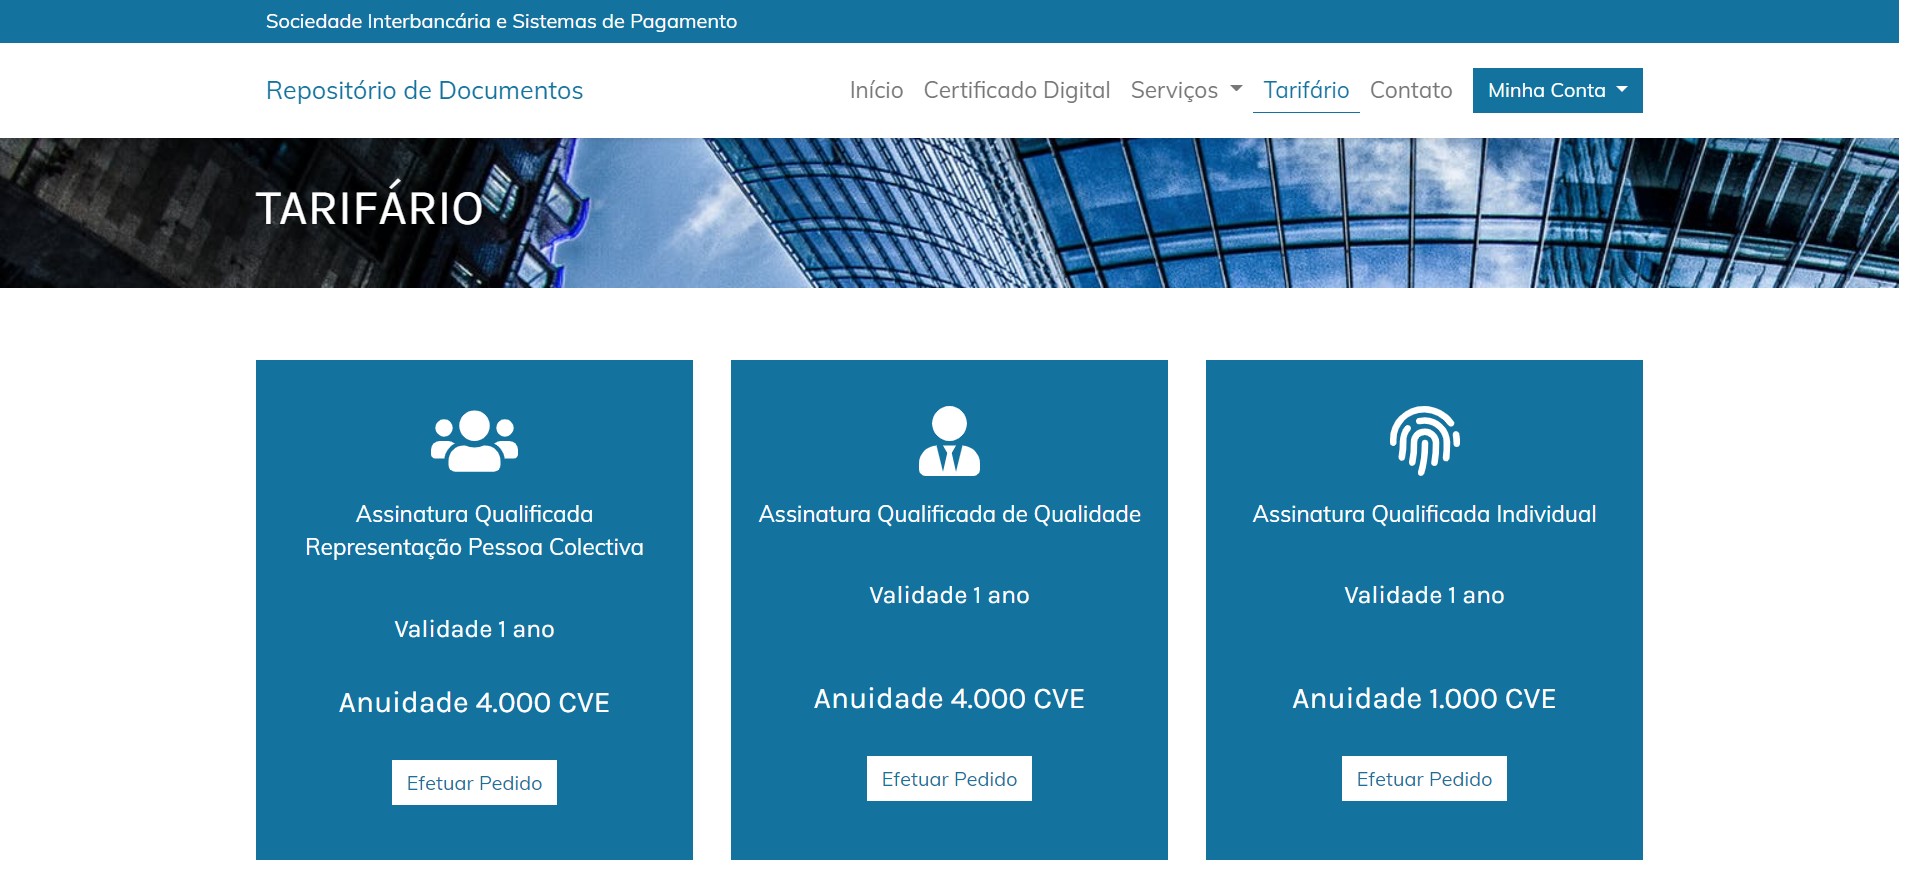 Sociedade Interbancária e Sistemas de Pagamento
Repositório de Documentos
Início
Certificado Digital
Serviços
Tarifário
Contato
Minha Conta
TARIFÁRIO
Assinatura Qualificada
Representação Pessoa Colectiva
Validade 1 ano
Anuidade 4.000 CVE
Efetuar Pedido
Assinatura Qualificada de Qualidade
Validade 1 ano
Anuidade 4.000 CVE
Efetuar Pedido
Assinatura Qualificada Individual
Validade 1 ano
Anuidade 1.000 CVE
Efetuar Pedido